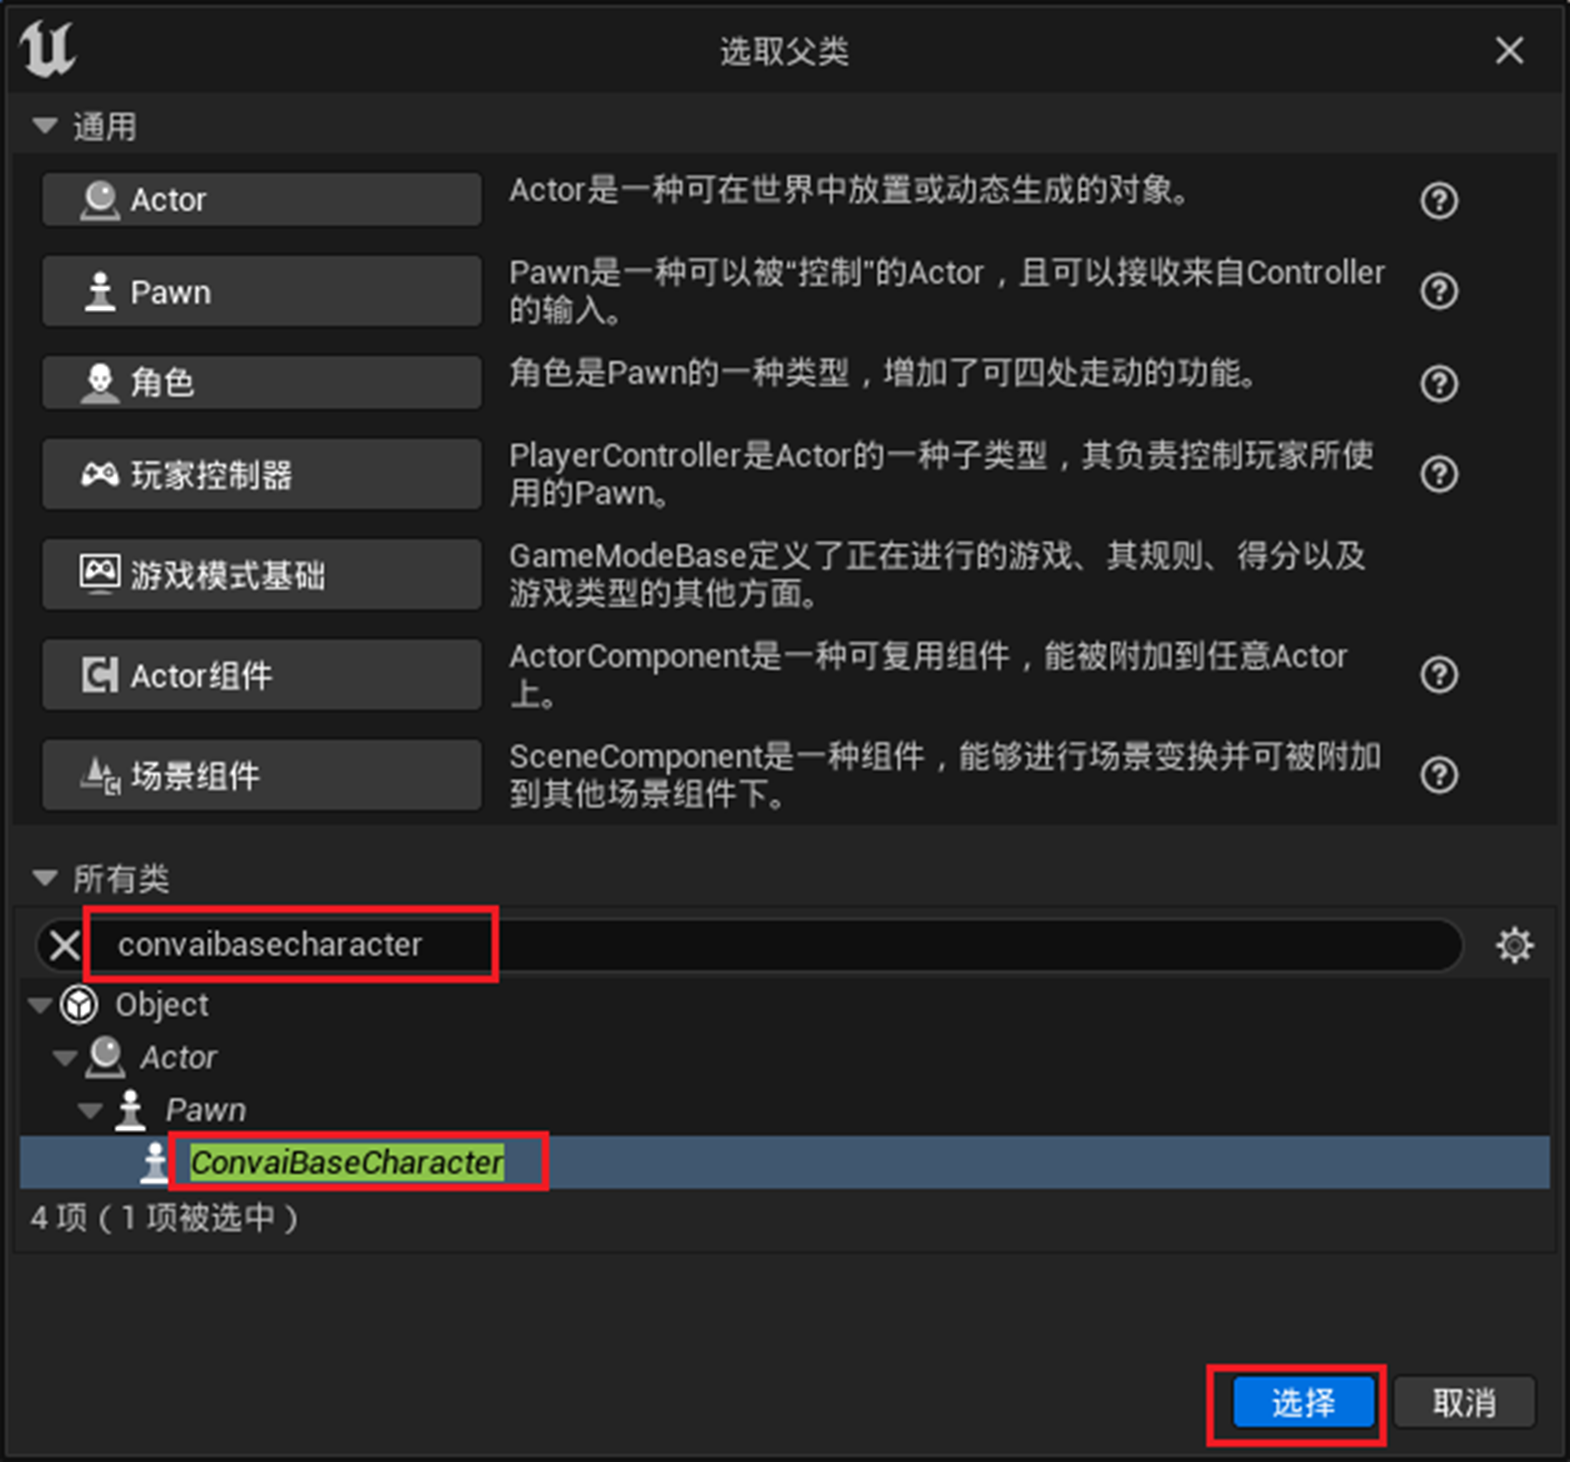 选取父类
通用
Actor
Actor是一种可在世界中放置或动态生成的对象。
Pawn
Pawn是一种可以被“控制”的Actor，且可以接收来自Controller
的输入。
角色
角色是Pawn的一种类型，增加了可四处走动的功能。
玩家控制器
PlayerController是Actor的一种子类型，其负责控制玩家所使
用的Pawn。
游戏模式基础
GameModeBase定义了正在进行的游戏、其规则、得分以及
游戏类型的其他方面。
Actor组件
ActorComponent是一种可复用组件，能被附加到任意Actor
上。
场景组件
SceneComponent是一种组件，能够进行场景变换并可被附加
到其他场景组件下。
所有类
convaibasecharacter
Object
Actor
Pawn
ConvaiBaseCharacter
4 项（1 项被选中）
选择
取消